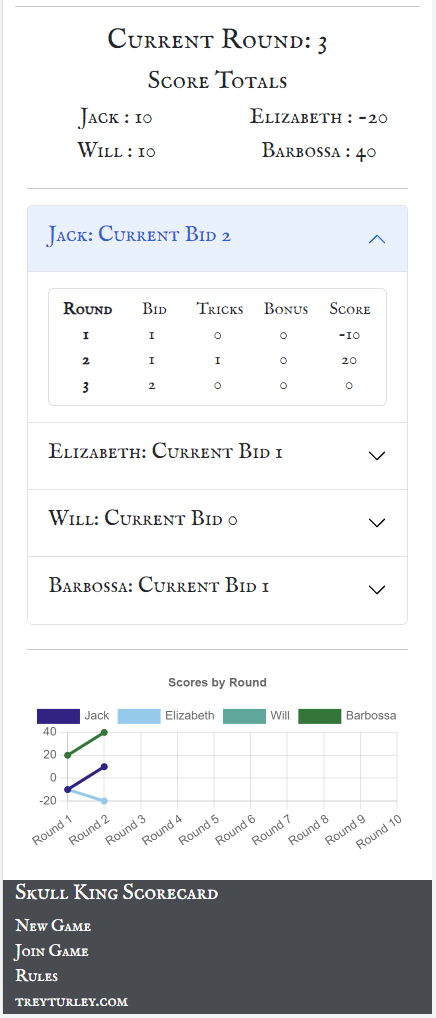 Current Round: 3
Score Totals
Jack : 10 Elizabeth : -20
Will : 10 Barbossa : 40
Jack: Current Bid 2
Round Bid Tricks Bonus Score
1 1 0 0 -10
2 1 1 0 20
3 2 0 0 0
Elizabeth: Current Bid 1
Will: Current Bid 0
Barbossa: Current Bid 1
Scores by Round
Jack Elizabeth Will Barbossa
40
20
0
-20
Round 1 Round 2 Round 3 Round 4 Round 5 Round 6 Round 7 Round 8 Round 9 Round 10
Skull King Scorecard
New Game
Join Game
Rules
treyturley.com